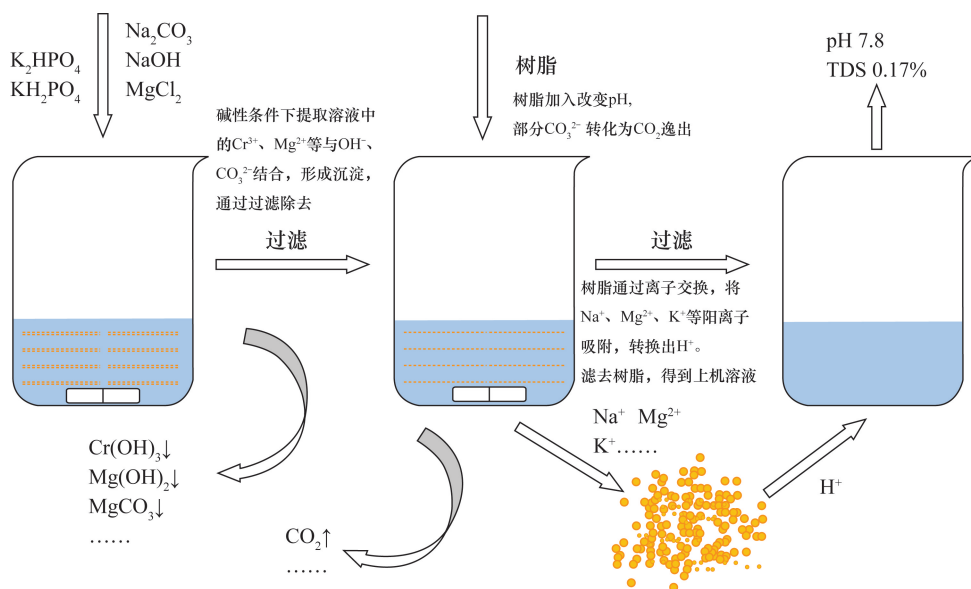 K₂HPO₄
KH₂PO₄
Na₂CO₃
NaOH
MgCl₂
碱性条件下提取溶液中
的Cr³⁺、Mg²⁺等与OH⁻、
CO₃²⁻结合，形成沉淀，
通过过滤除去
过滤
Cr(OH)₃↓
Mg(OH)₂↓
MgCO₃↓
……
树脂
树脂加入改变pH,
部分CO₃²⁻ 转化为CO₂逸出
CO₂↑
……
过滤
树脂通过离子交换，将
Na⁺、Mg²⁺、K⁺等阳离子
吸附，转换出H⁺。
滤去树脂，得到上机溶液
Na⁺ Mg²⁺
K⁺……
H⁺
pH 7.8
TDS 0.17%